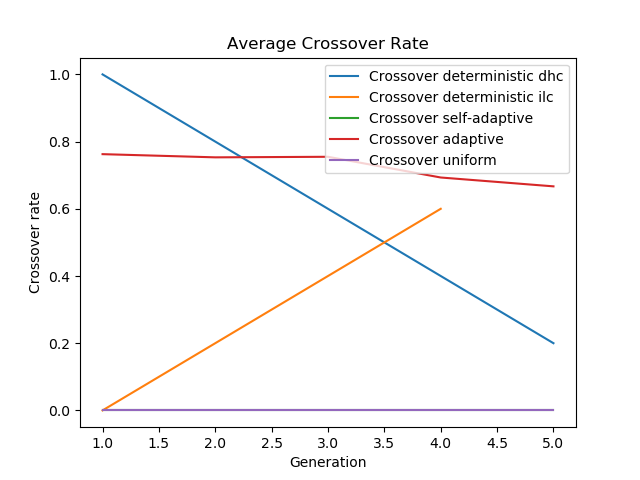 Average Crossover Rate
Crossover deterministic dhc
Crossover deterministic ilc
Crossover self-adaptive
Crossover adaptive
Crossover uniform
Crossover rate
1.0
0.8
0.6
0.4
0.2
0.0
1.0 1.5 2.0 2.5 3.0 3.5 4.0 4.5 5.0
Generation